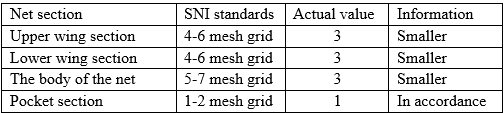 Net section SNI standards Actual value Information
Upper wing section 4-6 mesh grid 3 Smaller
Lower wing section 4-6 mesh grid 3 Smaller
The body of the net 5-7 mesh grid 3 Smaller
Pocket section 1-2 mesh grid 1 In accordance